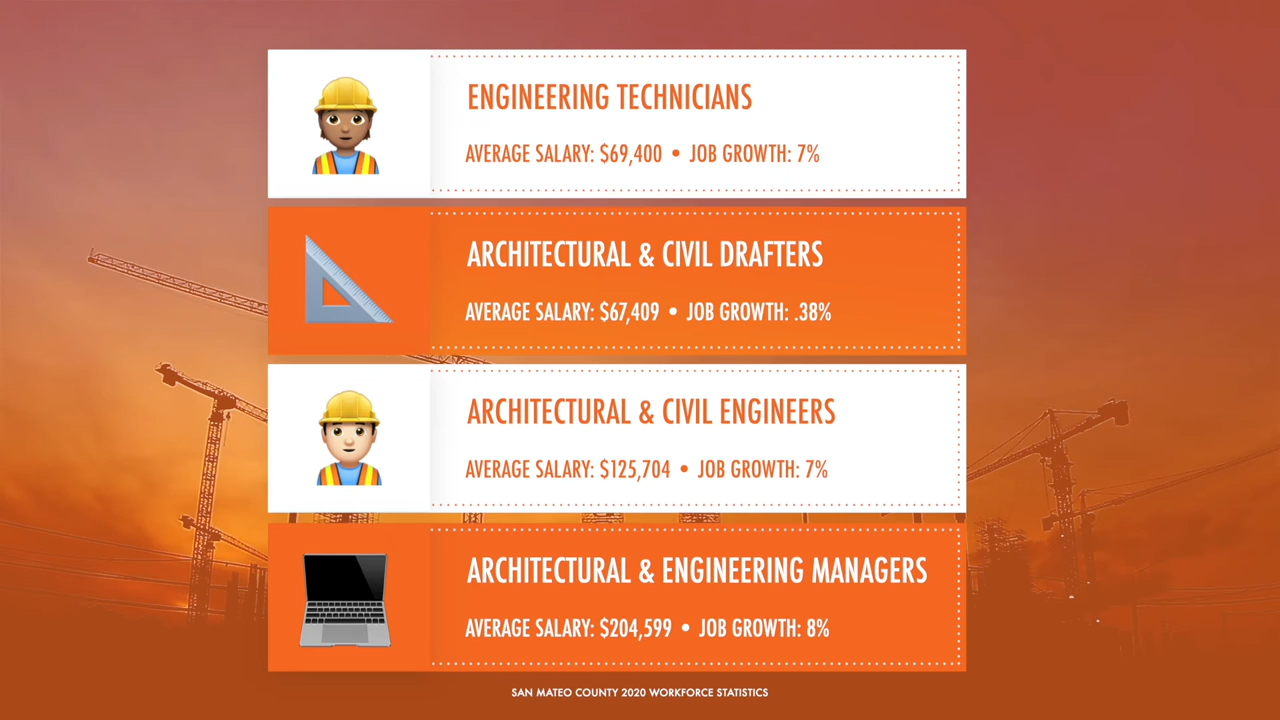 ENGINEERING TECHNICIANS
AVERAGE SALARY: $69,400 • JOB GROWTH: 7%
ARCHITECTURAL & CIVIL DRAFTERS
AVERAGE SALARY: $67,409 • JOB GROWTH: .38%
ARCHITECTURAL & CIVIL ENGINEERS
AVERAGE SALARY: $125,704 • JOB GROWTH: 7%
ARCHITECTURAL & ENGINEERING MANAGERS
AVERAGE SALARY: $204,599 • JOB GROWTH: 8%
SAN MATEO COUNTY 2020 WORKFORCE STATISTICS